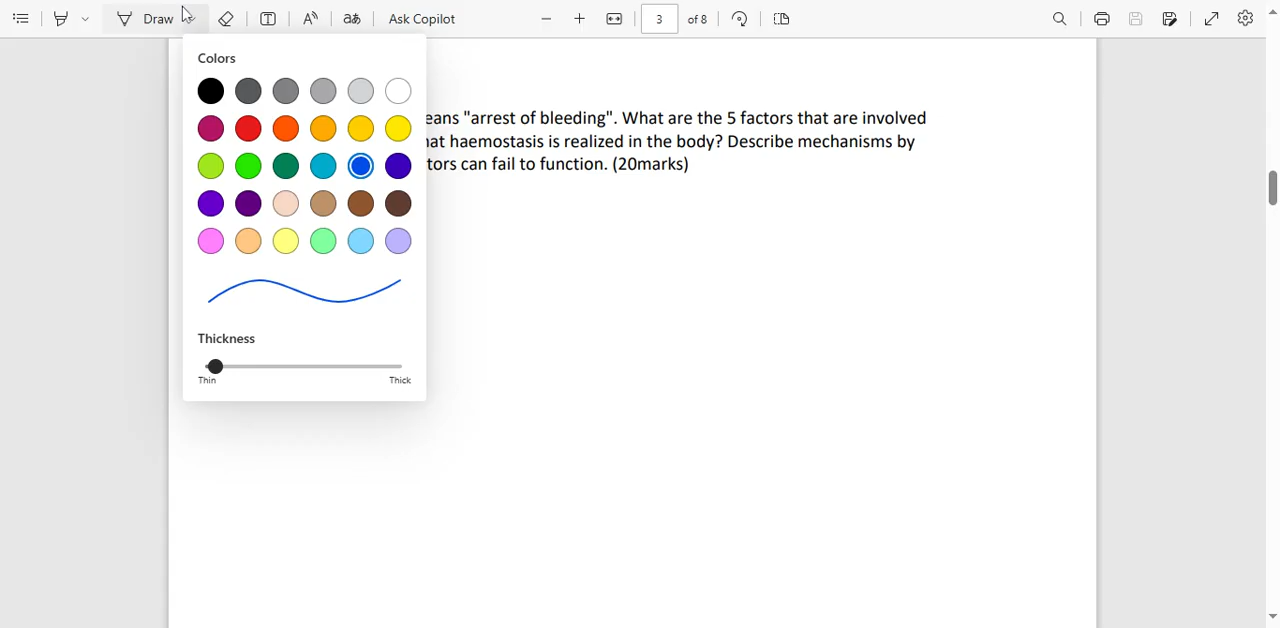 Draw Ask Copilot 3 of 8
Colors
eans "arrest of bleeding". What are the 5 factors that are involved
at haemostasis is realized in the body? Describe mechanisms by
tors can fail to function. (20marks)
Thickness
Thin Thick